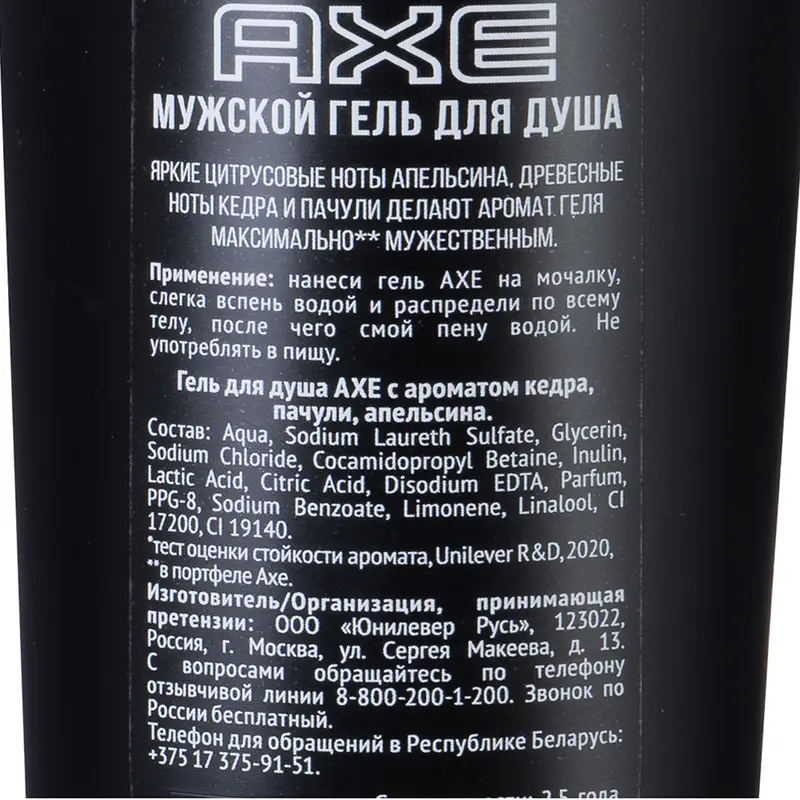 AXE
МУЖСКОЙ ГЕЛЬ ДЛЯ ДУША
ЯРКИЕ ЦИТРУСОВЫЕ НОТЫ АПЕЛЬСИНА, ДРЕВЕСНЫЕ
НОТЫ КЕДРА И ПАЧУЛИ ДЕЛАЮТ АРОМАТ ГЕЛЯ
МАКСИМАЛЬНО** МУЖЕСТВЕННЫМ.
Применение: нанеси гель AXE на мочалку,
слегка вспень водой и распредели по всему
телу, после чего смой пену водой. Не
употреблять в пищу.
Гель для душа AXE с ароматом кедра,
пачули, апельсина.
Состав: Aqua, Sodium Laureth Sulfate, Glycerin,
Sodium Chloride, Cocamidopropyl Betaine, Inulin,
Lactic Acid, Citric Acid, Disodium EDTA, Parfum,
PPG-8, Sodium Benzoate, Limonene, Linalool, CI
17200, CI 19140.
*тест оценки стойкости аромата, Unilever R&D, 2020,
**в портфеле Axe.
Изготовитель/Организация, принимающая
претензии: ООО «Юнилевер Русь», 123022,
Россия, г. Москва, ул. Сергея Макеева, д. 13.
С вопросами обращайтесь по телефону
отзывчивой линии 8-800-200-1-200. Звонок по
России бесплатный.
Телефон для обращений в Республике Беларусь:
+375 17 375-91-51.
2,5 года